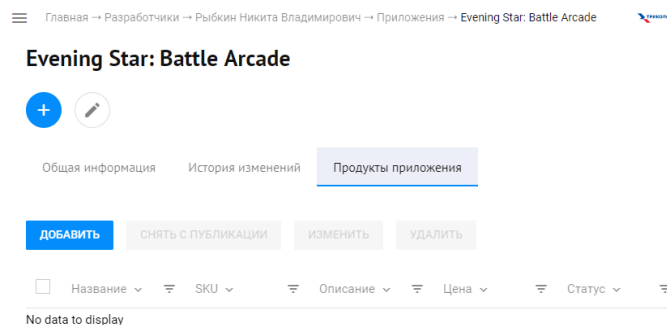 Главная → Разработчики → Рыбкин Никита Владимирович → Приложения → Evening Star: Battle Arcade
Evening Star: Battle Arcade
Общая информация История изменений Продукты приложения
ДОБАВИТЬ СНЯТЬ С ПУБЛИКАЦИИ ИЗМЕНИТЬ УДАЛИТЬ
Название SKU Описание Цена Статус
No data to display